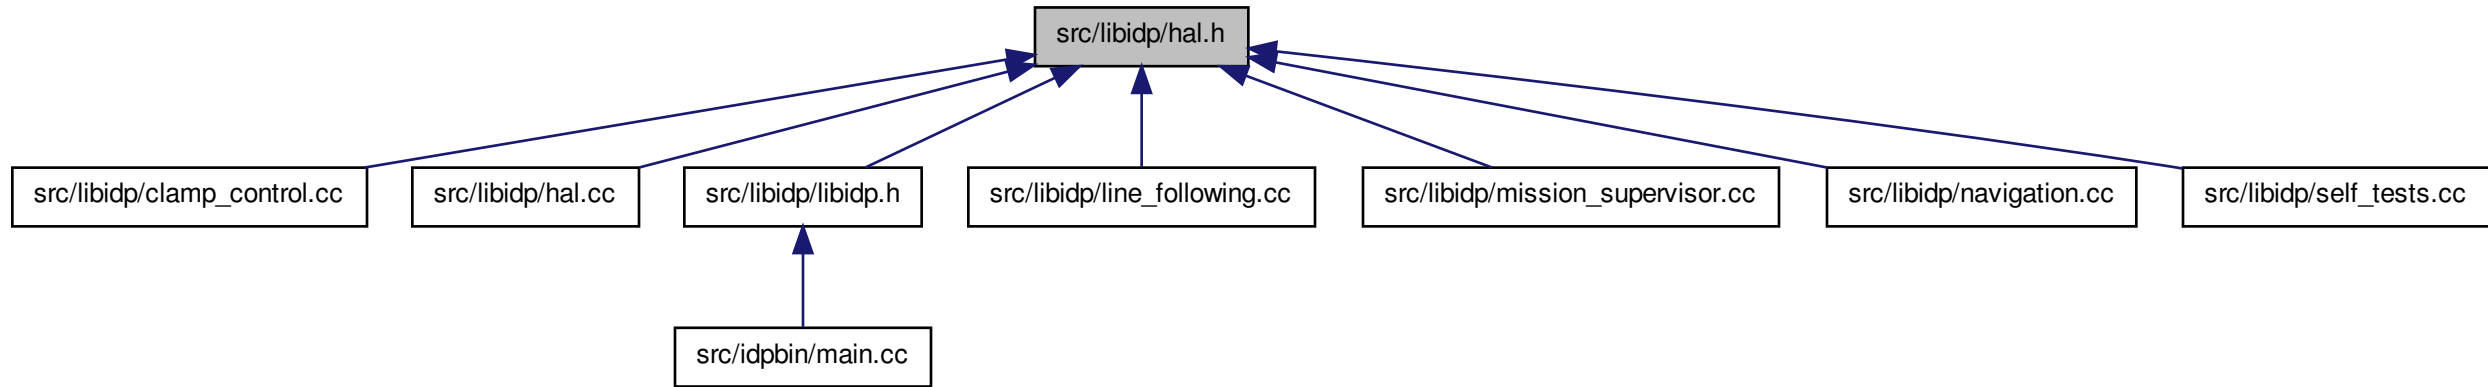 src/libidp/hal.h
src/libidp/clamp_control.cc
src/libidp/hal.cc
src/libidp/libidp.h
src/libidp/line_following.cc
src/libidp/mission_supervisor.cc
src/libidp/navigation.cc
src/libidp/self_tests.cc
src/idpbin/main.cc